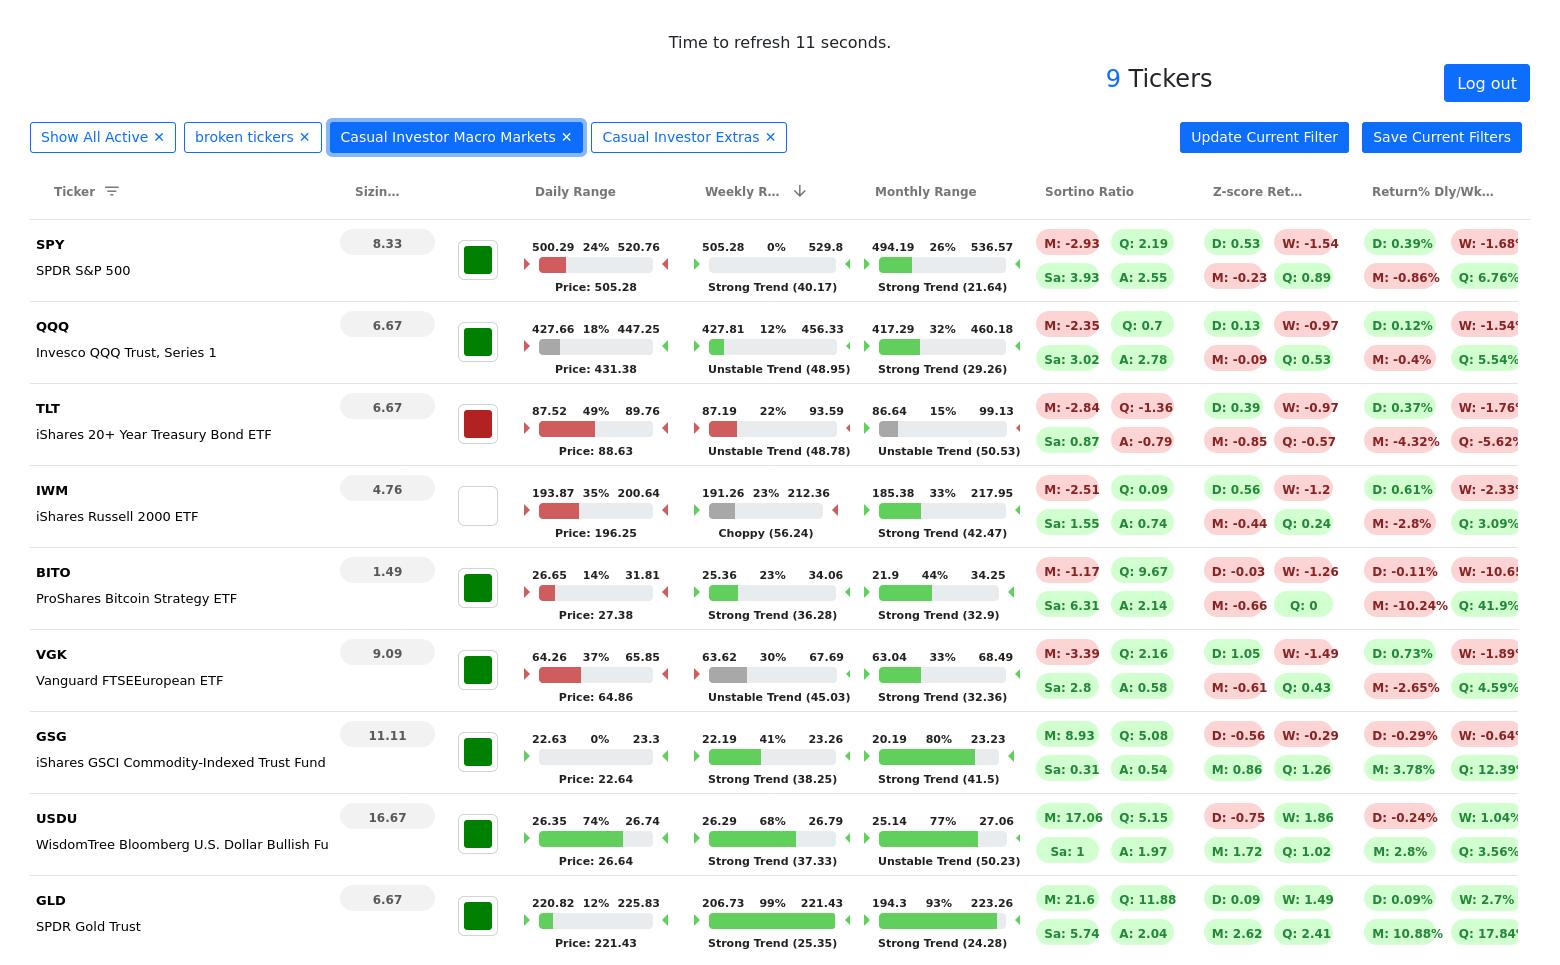 Time to refresh 11 seconds.
9 Tickers
Log out
Show All Active ✕ broken tickers ✕ Casual Investor Macro Markets ✕ Casual Investor Extras ✕ Update Current Filter Save Current Filters
Ticker Sizin... Daily Range Weekly R... Monthly Range Sortino Ratio Z-score Ret... Return% Dly/Wk...
SPY 8.33 500.29 24% 520.76 505.28 0% 529.8 494.19 26% 536.57 M: -2.93 Q: 2.19 D: 0.53 W: -1.54 D: 0.39% W: -1.68%
SPDR S&P 500 Sa: 3.93 A: 2.55 M: -0.23 Q: 0.89 M: -0.86% Q: 6.76%
Price: 505.28 Strong Trend (40.17) Strong Trend (21.64)
QQQ 6.67 427.66 18% 447.25 427.81 12% 456.33 417.29 32% 460.18 M: -2.35 Q: 0.7 D: 0.13 W: -0.97 D: 0.12% W: -1.54%
Invesco QQQ Trust, Series 1 Sa: 3.02 A: 2.78 M: -0.09 Q: 0.53 M: -0.4% Q: 5.54%
Price: 431.38 Unstable Trend (48.95) Strong Trend (29.26)
TLT 6.67 87.52 49% 89.76 87.19 22% 93.59 86.64 15% 99.13 M: -2.84 Q: -1.36 D: 0.39 W: -0.97 D: 0.37% W: -1.76%
iShares 20+ Year Treasury Bond ETF Sa: 0.87 A: -0.79 M: -0.85 Q: -0.57 M: -4.32% Q: -5.62%
Price: 88.63 Unstable Trend (48.78) Unstable Trend (50.53)
IWM 4.76 193.87 35% 200.64 191.26 23% 212.36 185.38 33% 217.95 M: -2.51 Q: 0.09 D: 0.56 W: -1.2 D: 0.61% W: -2.33%
iShares Russell 2000 ETF Sa: 1.55 A: 0.74 M: -0.44 Q: 0.24 M: -2.8% Q: 3.09%
Price: 196.25 Choppy (56.24) Strong Trend (42.47)
BITO 1.49 26.65 14% 31.81 25.36 23% 34.06 21.9 44% 34.25 M: -1.17 Q: 9.67 D: -0.03 W: -1.26 D: -0.11% W: -10.65
ProShares Bitcoin Strategy ETF Sa: 6.31 A: 2.14 M: -0.66 Q: 0 M: -10.24% Q: 41.9%
Price: 27.38 Strong Trend (36.28) Strong Trend (32.9)
VGK 9.09 64.26 37% 65.85 63.62 30% 67.69 63.04 33% 68.49 M: -3.39 Q: 2.16 D: 1.05 W: -1.49 D: 0.73% W: -1.89%
Vanguard FTSEEuropean ETF Sa: 2.8 A: 0.58 M: -0.61 Q: 0.43 M: -2.65% Q: 4.59%
Price: 64.86 Unstable Trend (45.03) Strong Trend (32.36)
GSG 11.11 22.63 0% 23.3 22.19 41% 23.26 20.19 80% 23.23 M: 8.93 Q: 5.08 D: -0.56 W: -0.29 D: -0.29% W: -0.64%
iShares GSCI Commodity-Indexed Trust Fund Sa: 0.31 A: 0.54 M: 0.86 Q: 1.26 M: 3.78% Q: 12.39%
Price: 22.64 Strong Trend (38.25) Strong Trend (41.5)
USDU 16.67 26.35 74% 26.74 26.29 68% 26.79 25.14 77% 27.06 M: 17.06 Q: 5.15 D: -0.75 W: 1.86 D: -0.24% W: 1.04%
WisdomTree Bloomberg U.S. Dollar Bullish Fu Sa: 1 A: 1.97 M: 1.72 Q: 1.02 M: 2.8% Q: 3.56%
Price: 26.64 Strong Trend (37.33) Unstable Trend (50.23)
GLD 6.67 220.82 12% 225.83 206.73 99% 221.43 194.3 93% 223.26 M: 21.6 Q: 11.88 D: 0.09 W: 1.49 D: 0.09% W: 2.7%
SPDR Gold Trust Sa: 5.74 A: 2.04 M: 2.62 Q: 2.41 M: 10.88% Q: 17.84%
Price: 221.43 Strong Trend (25.35) Strong Trend (24.28)